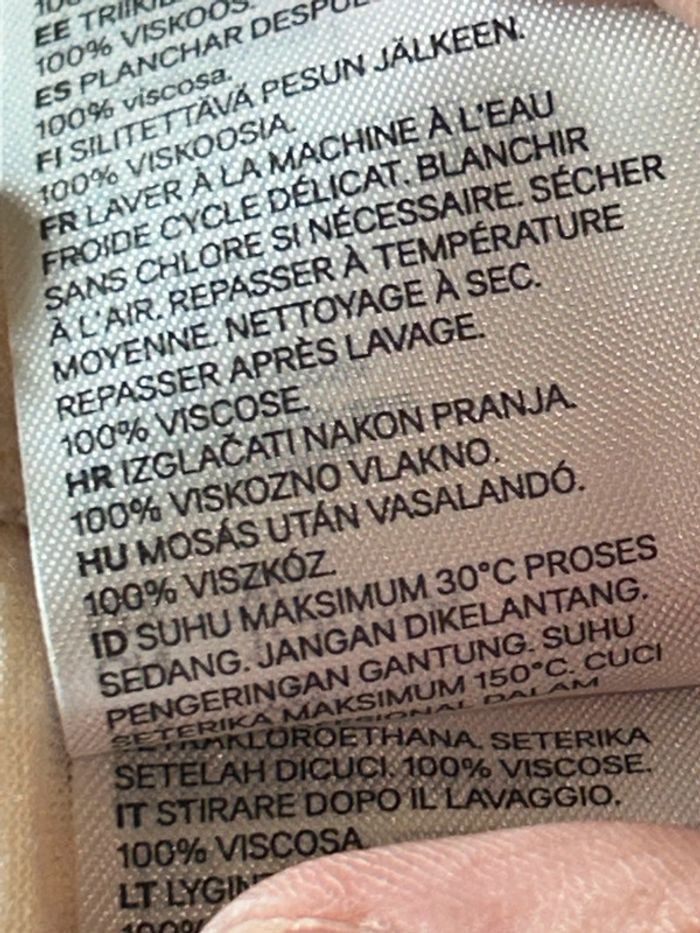 EE
100% VISKOOS.
ES PLANCHAR
100% viscosa.
FI SILITETTÄVÄ PESUN JÄLKEEN.
100% VISKOOSIA.
FR LAVER À LA MACHINE À L'EAU
FROIDE CYCLE DÉLICAT. BLANCHIR
SANS CHLORE SI NÉCESSAIRE. SÉCHER
À L'AIR. REPASSER À TEMPÉRATURE
MOYENNE. NETTOYAGE À SEC.
REPASSER APRÈS LAVAGE.
100% VISCOSE.
HR IZGLAČATI NAKON PRANJA.
100% VISKOZNO VLAKNO.
HU MOSÁS UTÁN VASALANDÓ.
100% VISZKÓZ.
ID SUHU MAKSIMUM 30°C PROSES
SEDANG. JANGAN DIKELANTANG.
PENGERINGAN GANTUNG. SUHU
SETERIKA MAKSIMUM 150°C. CUCI
DALAM
SETERIKA
SETELAH DICUCI. 100% VISCOSE.
IT STIRARE DOPO IL LAVAGGIO.
100% VISCOSA
LT
100%